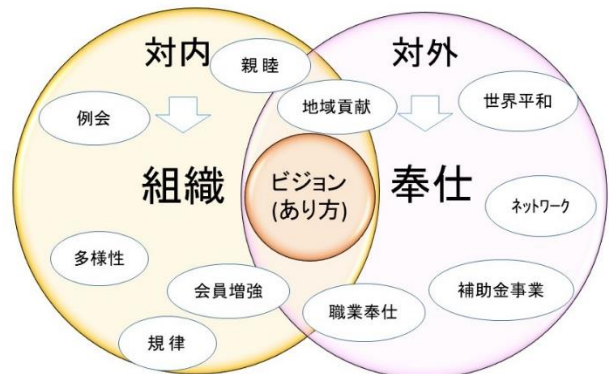 対内
対外
親睦
地域貢献
世界平和
例会
組織
ビジョン
(あり方)
奉仕
ネットワーク
多様性
会員増強
職業奉仕
補助金事業
規律